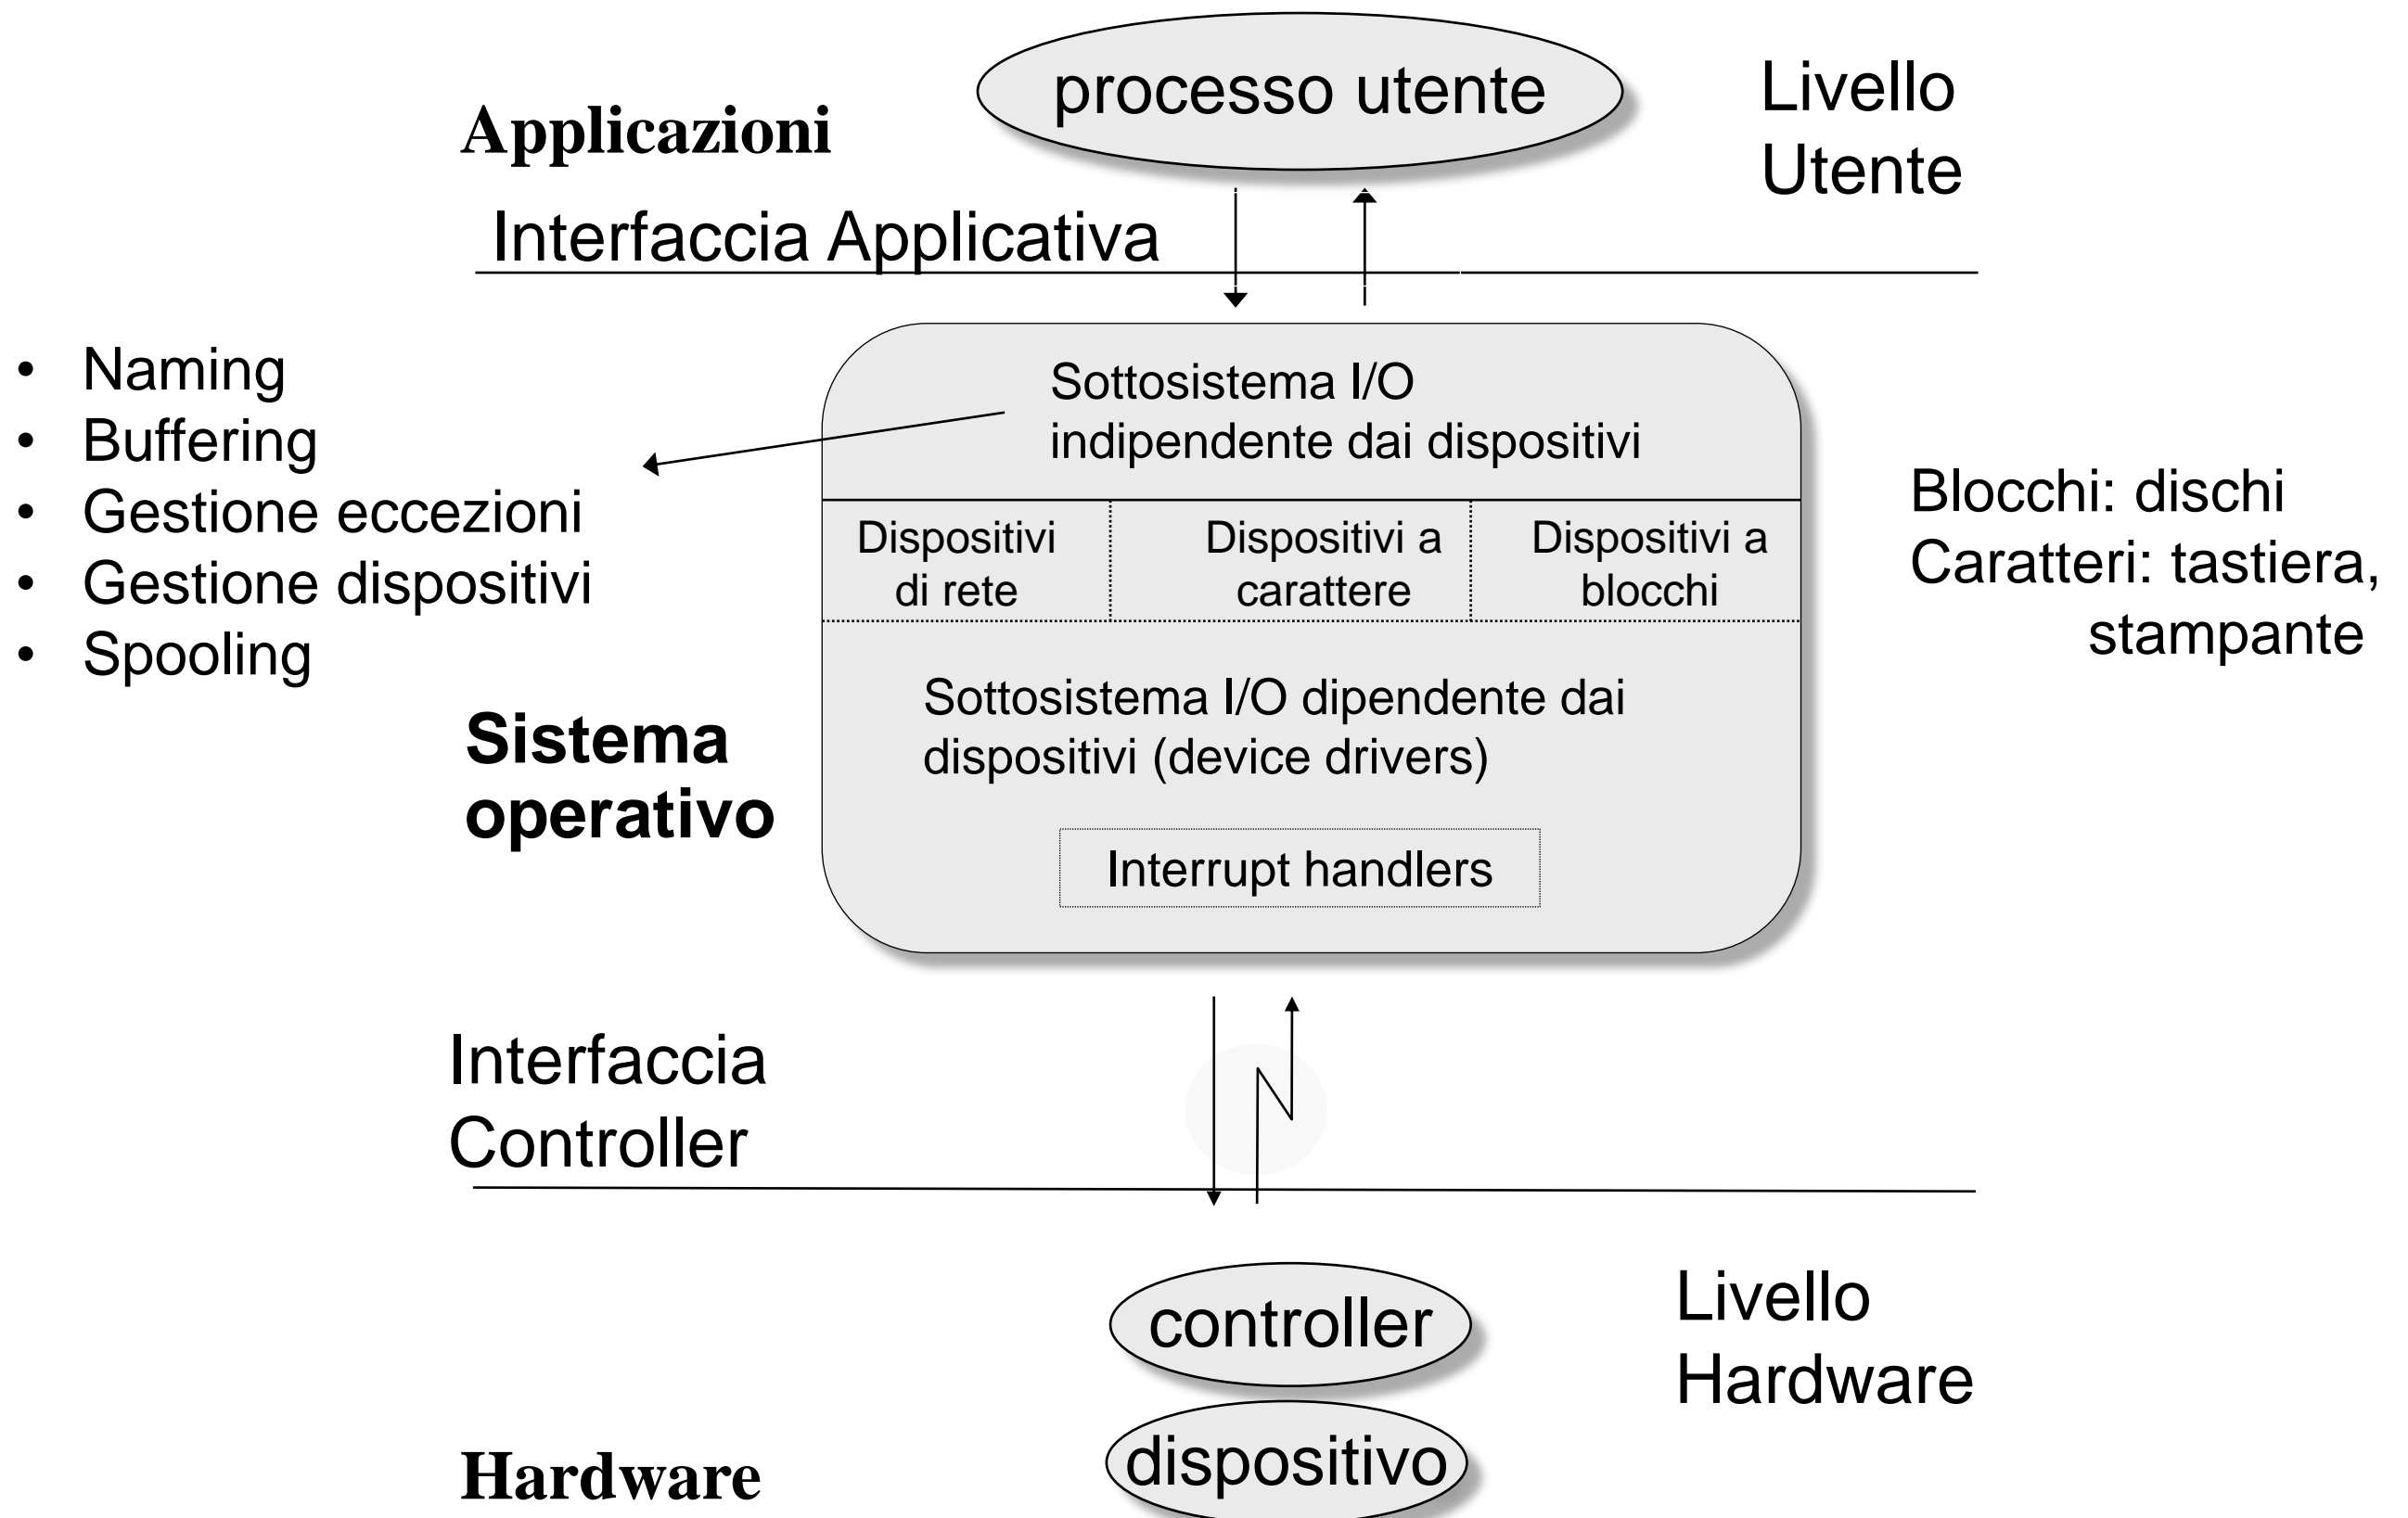 processo utente
Livello
Utente
Applicazioni
Interfaccia Applicativa
• Naming
• Buffering
• Gestione eccezioni
• Gestione dispositivi
• Spooling
Sottosistema I/O
indipendente dai dispositivi
Dispositivi
di rete
Dispositivi a
carattere
Dispositivi a
blocchi
Blocchi: dischi
Caratteri: tastiera,
stampante
Sottosistema I/O dipendente dai
dispositivi (device drivers)
Sistema
operativo
Interrupt handlers
Interfaccia
Controller
controller
Livello
Hardware
dispositivo
Hardware